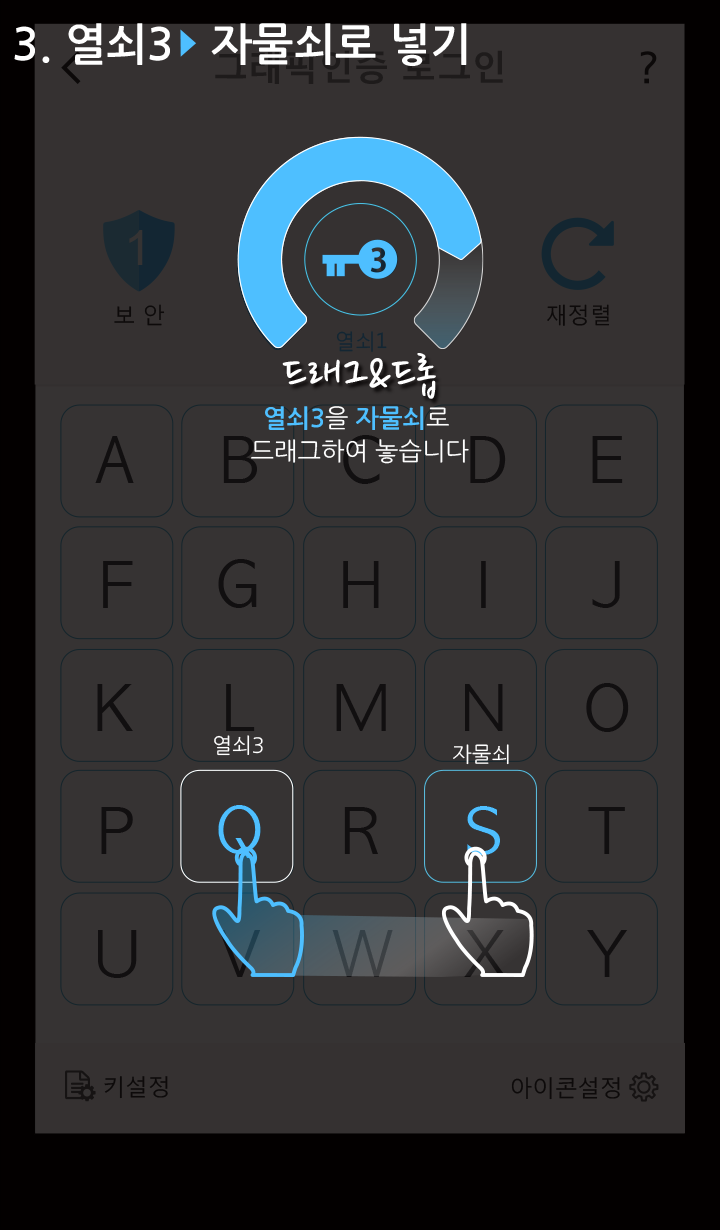 3. 열쇠3 ▶ 자물쇠로 넣기
그래픽인증 로그인
?
1
3
보 안
재정렬
열쇠1
드래그&드롭
열쇠3을 자물쇠로
드래그하여 놓습니다
A B C D E
F G H I J
K L M N O
열쇠3
자물쇠
P Q R S T
U V W X Y
키설정
아이콘설정